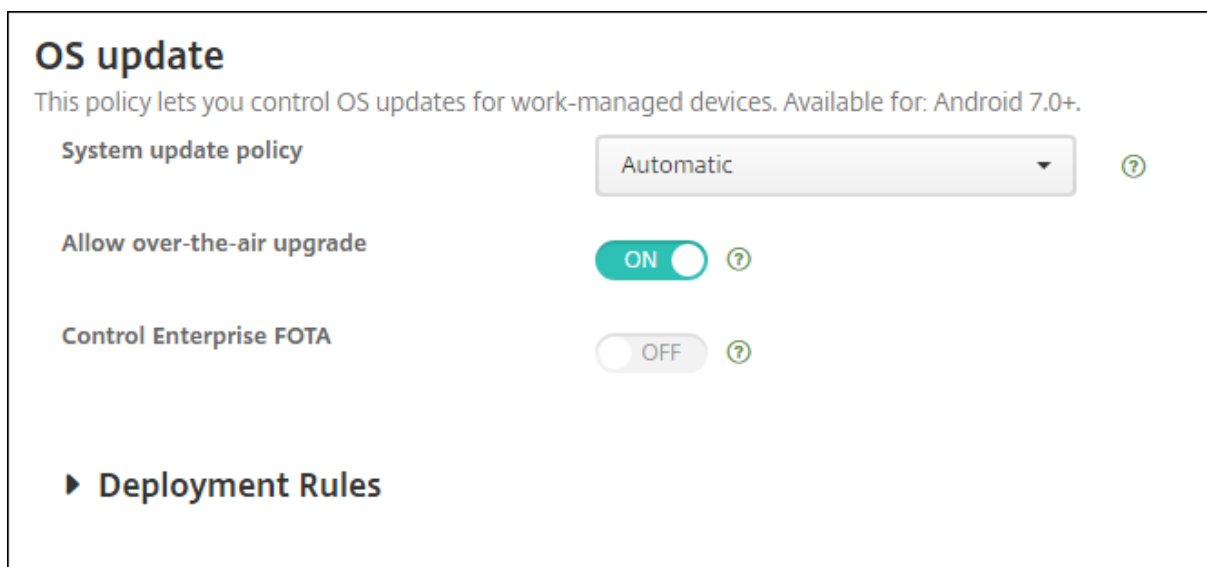 OS update
This policy lets you control OS updates for work-managed devices. Available for: Android 7.0+.
System update policy
Automatic
?
Allow over-the-air upgrade
ON
?
Control Enterprise FOTA
OFF
?
Deployment Rules